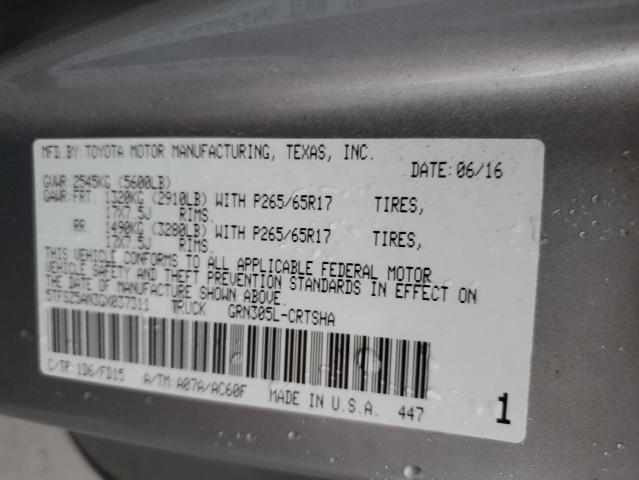 MFD.BY:TOYOTA MOTOR MANUFACTURING, TEXAS, INC.
DATE:06/16
GVWR:2545KG (5600LB)
GAWR:FRT. 1320KG (2910LB) WITH P265/65R17 TIRES,
17X7.5J RIMS.
RR. 1490KG (3280LB) WITH P265/65R17 TIRES,
17X7.5J RIMS.
THIS VEHICLE CONFORMS TO ALL APPLICABLE FEDERAL MOTOR
VEHICLE SAFETY AND THEFT PREVENTION STANDARDS IN EFFECT ON
THE DATE OF MANUFACTURE SHOWN ABOVE.
5TFSZ5AN3GX037311 TRUCK GRN305L-CRTSHA
C/TR:1D6/FD15 A/TM:A07A/AC60F MADE IN U.S.A. 447 1